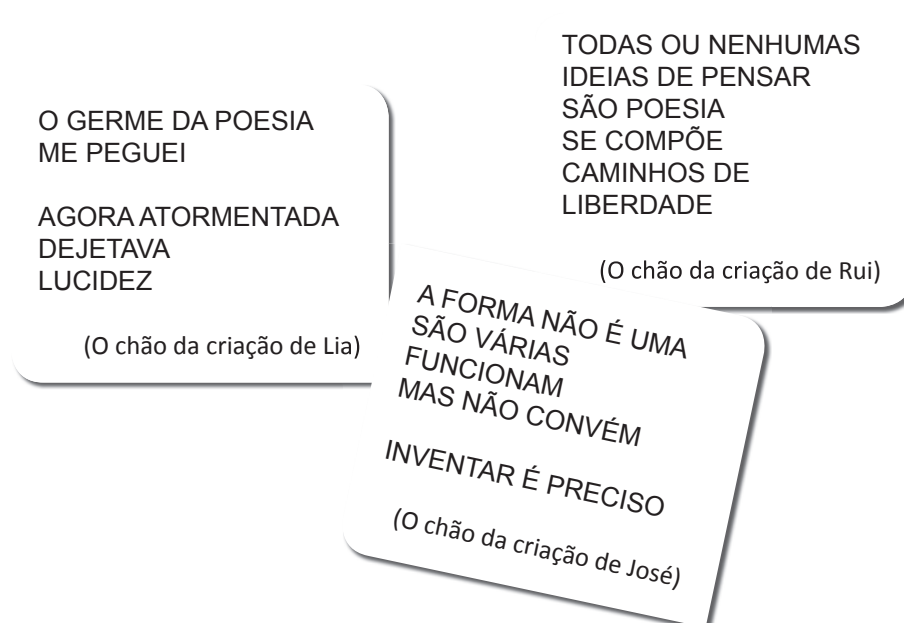 O GERME DA POESIA
ME PEGUEI
AGORA ATORMENTADA
DEJETAVA
LUCIDEZ
(O chão da criação de Lia)
TODAS OU NENHUMAS
IDEIAS DE PENSAR
SÃO POESIA
SE COMPÕE
CAMINHOS DE
LIBERDADE
(O chão da criação de Rui)
A FORMA NÃO É UMA
SÃO VÁRIAS
FUNCIONAM
MAS NÃO CONVÉM
INVENTAR É PRECISO
(O chão da criação de José)